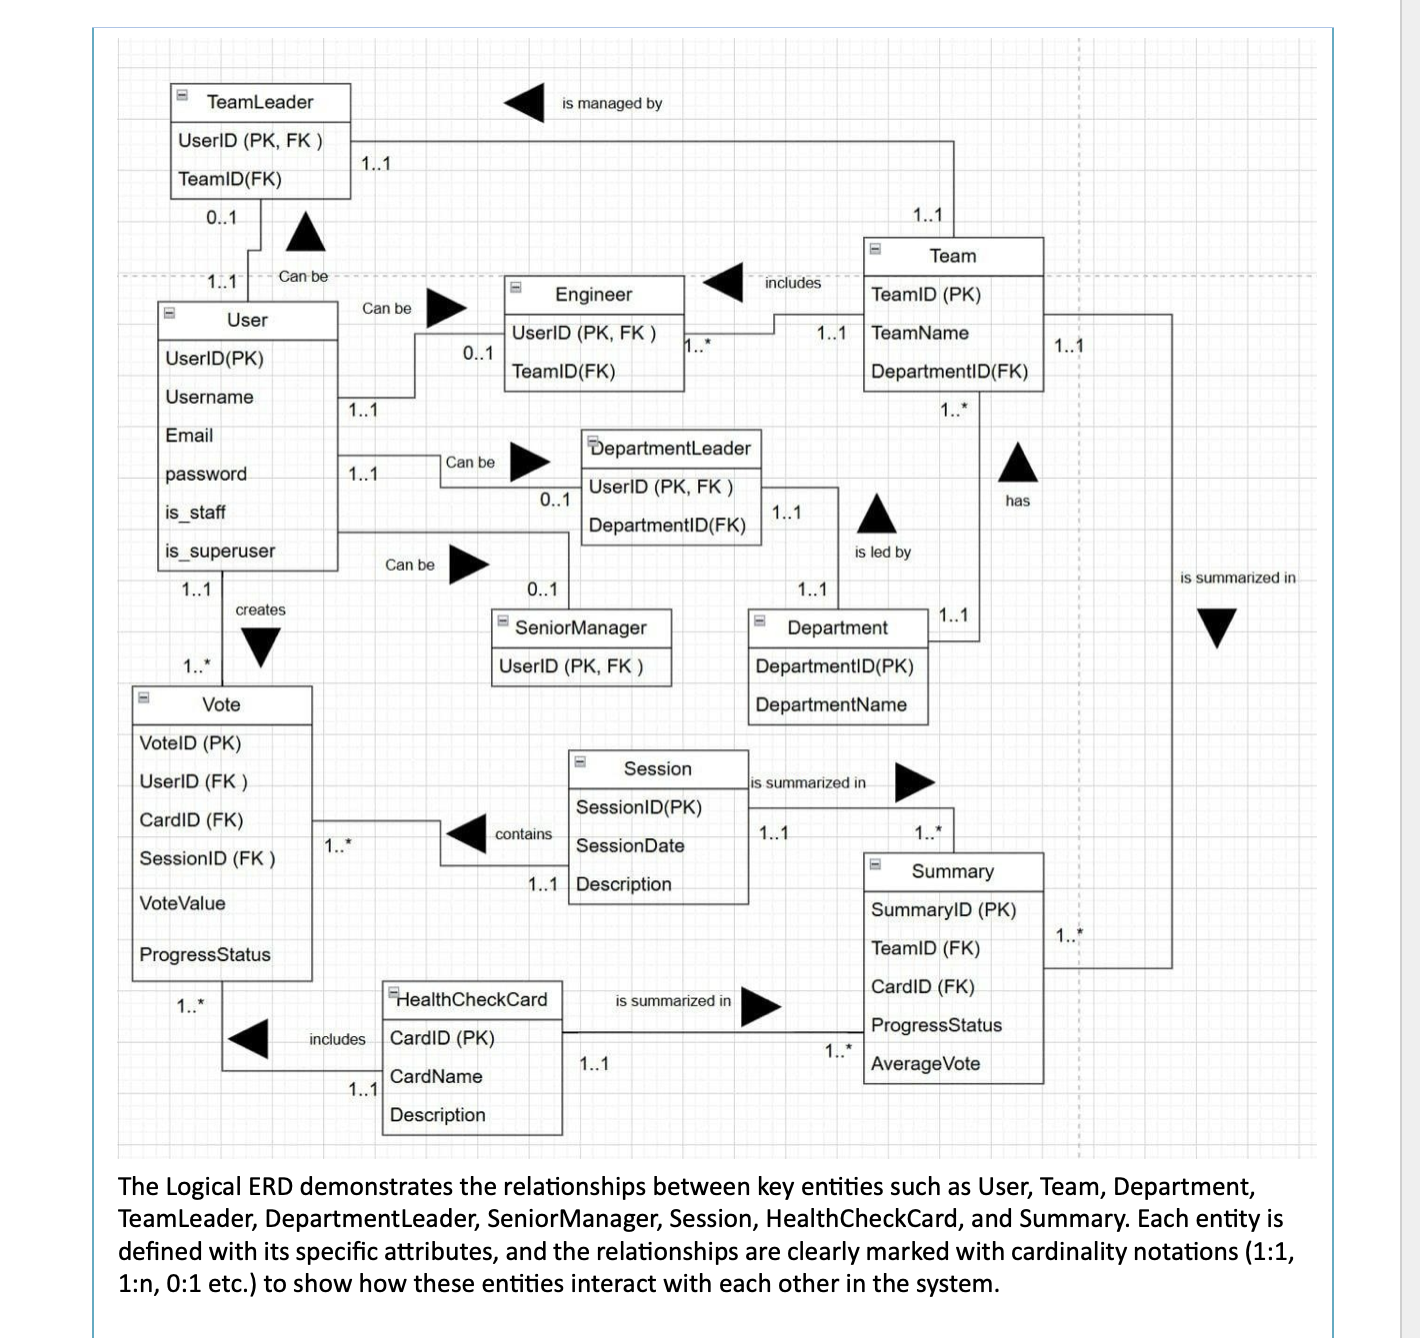 TeamLeader
UserID (PK, FK )
TeamID(FK)
is managed by
1..1
1..1
0..1
1..1
Can be
User
UserID(PK)
Username
Email
password
is_staff
is_superuser
Can be
1..1
0..1
Engineer
UserID (PK, FK )
TeamID(FK)
includes
1..*
1..1
Team
TeamID (PK)
TeamName
DepartmentID(FK)
1..1
1..*
has
1..1
Can be
0..1
DepartmentLeader
UserID (PK, FK )
DepartmentID(FK)
1..1
is led by
1..1
Can be
0..1
SeniorManager
UserID (PK, FK )
Department
DepartmentID(PK)
DepartmentName
1..1
is summarized in
1..1
creates
1..*
Vote
VoteID (PK)
UserID (FK )
CardID (FK)
SessionID (FK )
VoteValue
ProgressStatus
1..*
contains
1..1
Session
SessionID(PK)
SessionDate
Description
is summarized in
1..1
1..*
Summary
SummaryID (PK)
TeamID (FK)
CardID (FK)
ProgressStatus
AverageVote
1..*
1..*
includes
1..1
HealthCheckCard
CardID (PK)
CardName
Description
is summarized in
1..1
1..*
The Logical ERD demonstrates the relationships between key entities such as User, Team, Department,
TeamLeader, DepartmentLeader, SeniorManager, Session, HealthCheckCard, and Summary. Each entity is
defined with its specific attributes, and the relationships are clearly marked with cardinality notations (1:1,
1:n, 0:1 etc.) to show how these entities interact with each other in the system.